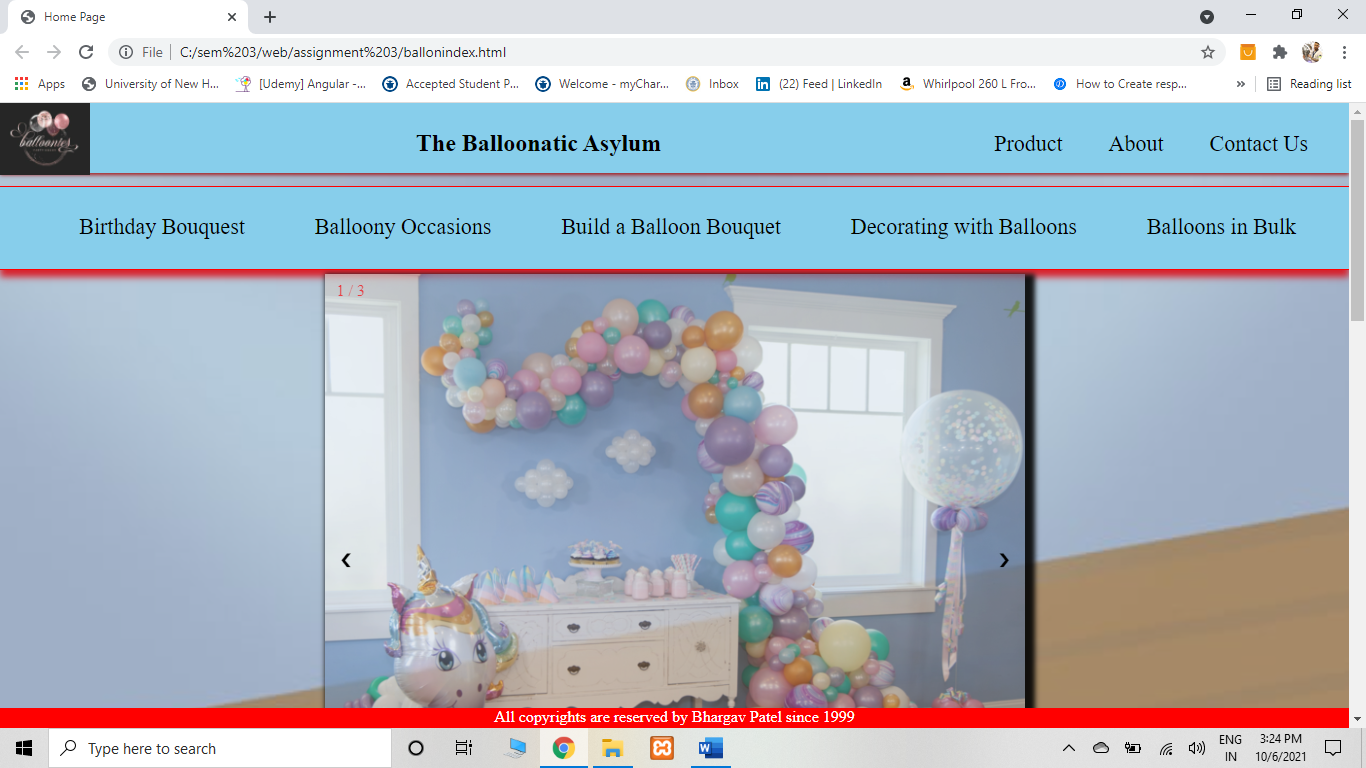 Home Page
File
C:/sem%203/web/assignment%203/ballonindex.html
Apps
University of New H...
[Udemy] Angular -...
Accepted Student P...
Welcome - myChar...
Inbox
(22) Feed | LinkedIn
Whirlpool 260 L Fro...
How to Create resp...
»
Reading list
balloontes
The Balloonatic Asylum
Product
About
Contact Us
Birthday Bouquest
Balloony Occasions
Build a Balloon Bouquet
Decorating with Balloons
Balloons in Bulk
1 / 3
❮
❯
All copyrights are reserved by Bhargav Patel since 1999
Type here to search
ENG
IN
3:24 PM
10/6/2021